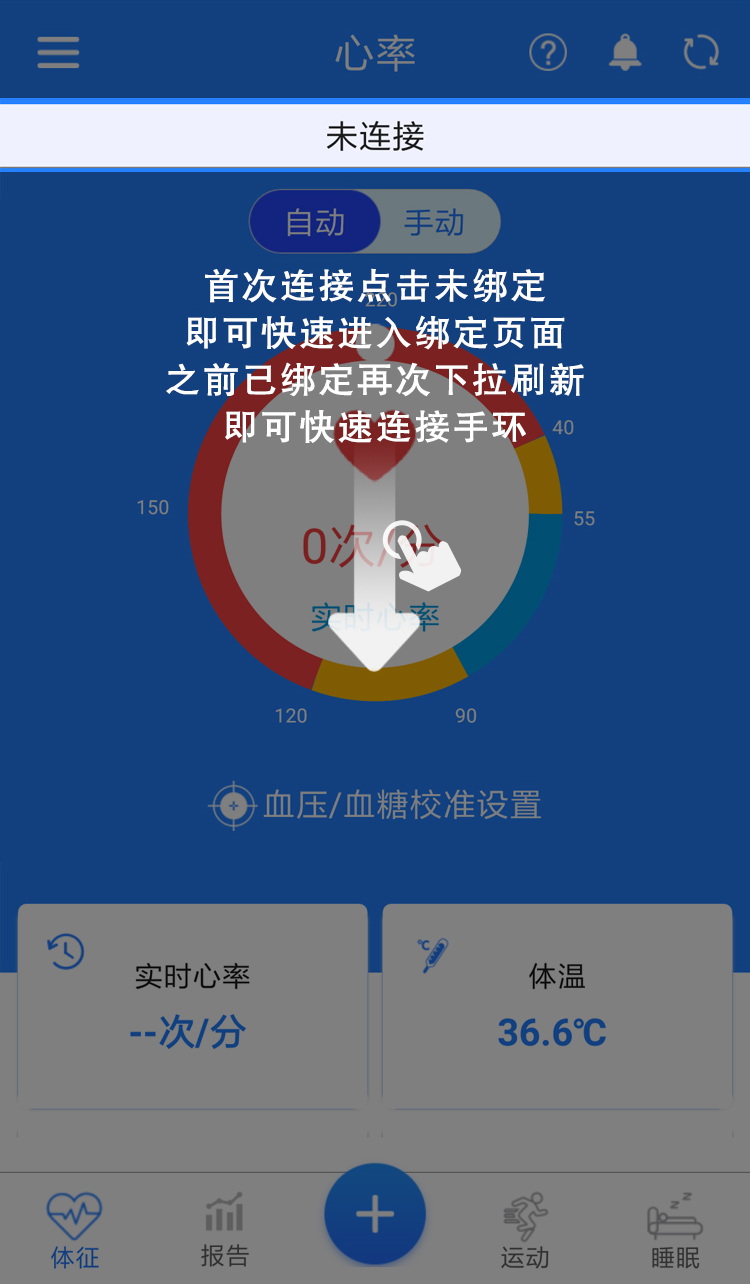 心率
未连接
自动
手动
首次连接点击未绑定
220
即可快速进入绑定页面
之前已绑定再次下拉刷新
即可快速连接手环
40
150
55
0次/分
实时心率
120
90
血压/血糖校准设置
实时心率
体温
--次/分
36.6℃
体征
报告
运动
睡眠